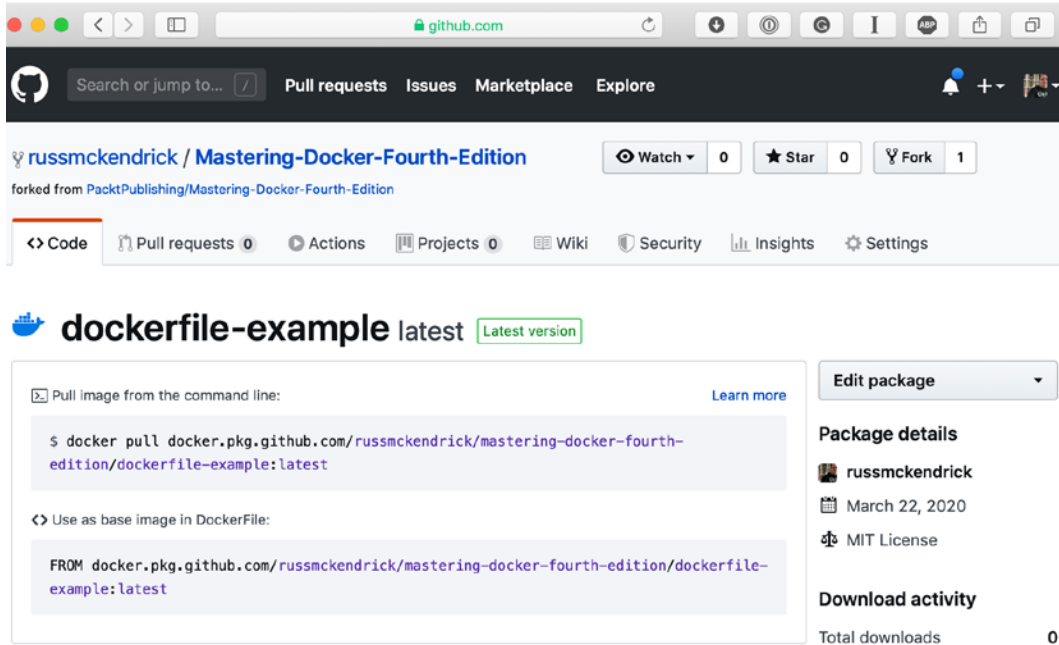 github.com
ABP
Search or jump to... /
Pull requests Issues Marketplace Explore
russmckendrick / Mastering-Docker-Fourth-Edition
Watch 0 Star 0 Fork 1
forked from PacktPublishing/Mastering-Docker-Fourth-Edition
Code Pull requests 0 Actions Projects 0 Wiki Security Insights Settings
dockerfile-example latest Latest version
Pull image from the command line: Learn more
$ docker pull docker.pkg.github.com/russmckendrick/mastering-docker-fourth-
edition/dockerfile-example:latest
Use as base image in DockerFile:
FROM docker.pkg.github.com/russmckendrick/mastering-docker-fourth-edition/dockerfile-
example:latest
Edit package
Package details
russmckendrick
March 22, 2020
MIT License
Download activity
Total downloads 0